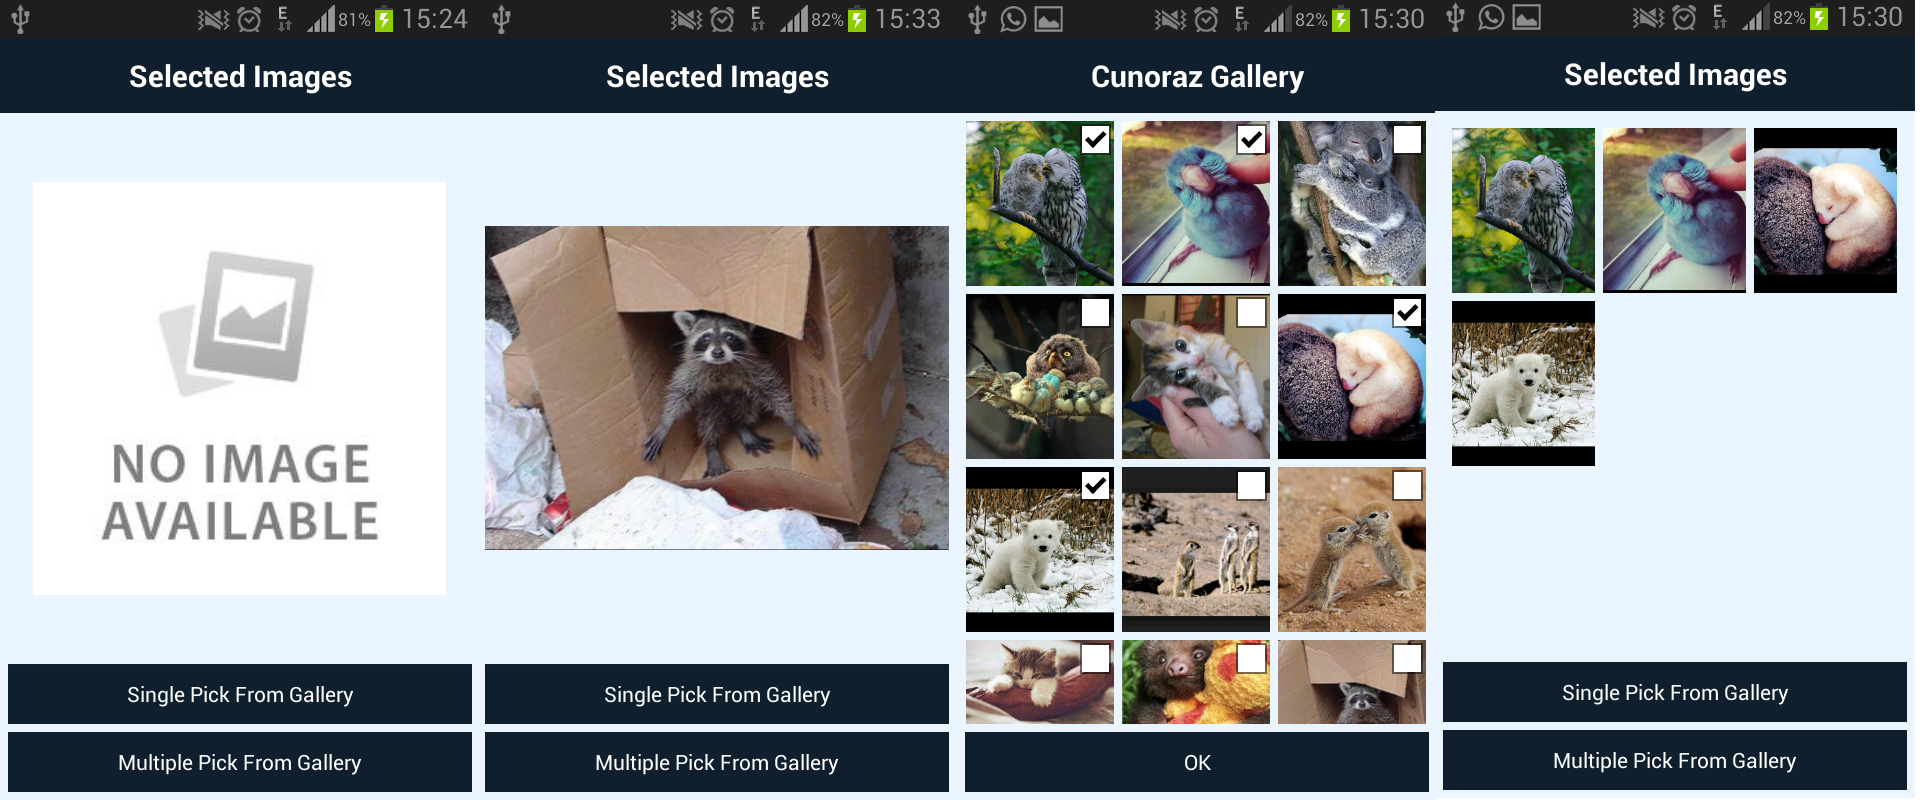 E 81% 15:24
Selected Images
NO IMAGE
AVAILABLE
Single Pick From Gallery
Multiple Pick From Gallery
E 82% 15:33
Selected Images
Single Pick From Gallery
Multiple Pick From Gallery
E 82% 15:30
Cunoraz Gallery
OK
E 82% 15:30
Selected Images
Single Pick From Gallery
Multiple Pick From Gallery